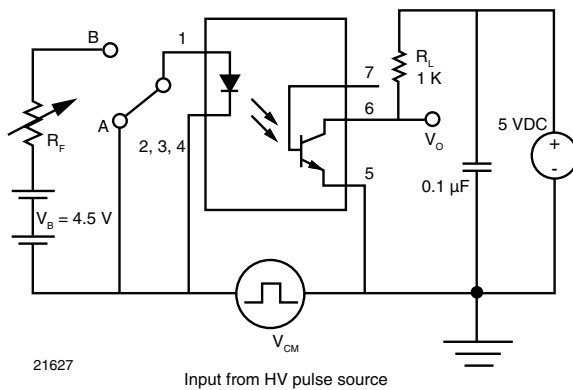 B
1
A
R_F
2, 3, 4
V_B = 4.5 V
7
6
5
R_L
1 K
V_O
5 VDC
+
-
0.1 µF
V_CM
21627
Input from HV pulse source